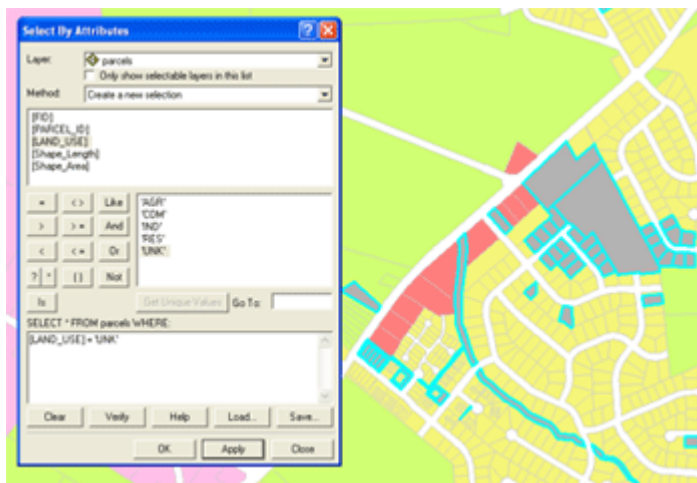 Select By Attributes
Layer: parcels
Only show selectable layers in this list
Method: Create a new selection
[FID]
[PARCEL_ID]
[LAND_USE]
[Shape_Length]
[Shape_Area]
= <> Like
> >= And
< <= Or
? * () Not
Is
'AGR'
'COM'
'IND'
'RES'
'UNK'
Get Unique Values Go To:
SELECT * FROM parcels WHERE:
[LAND_USE] = 'UNK'
Clear Verify Help Load... Save...
OK Apply Close